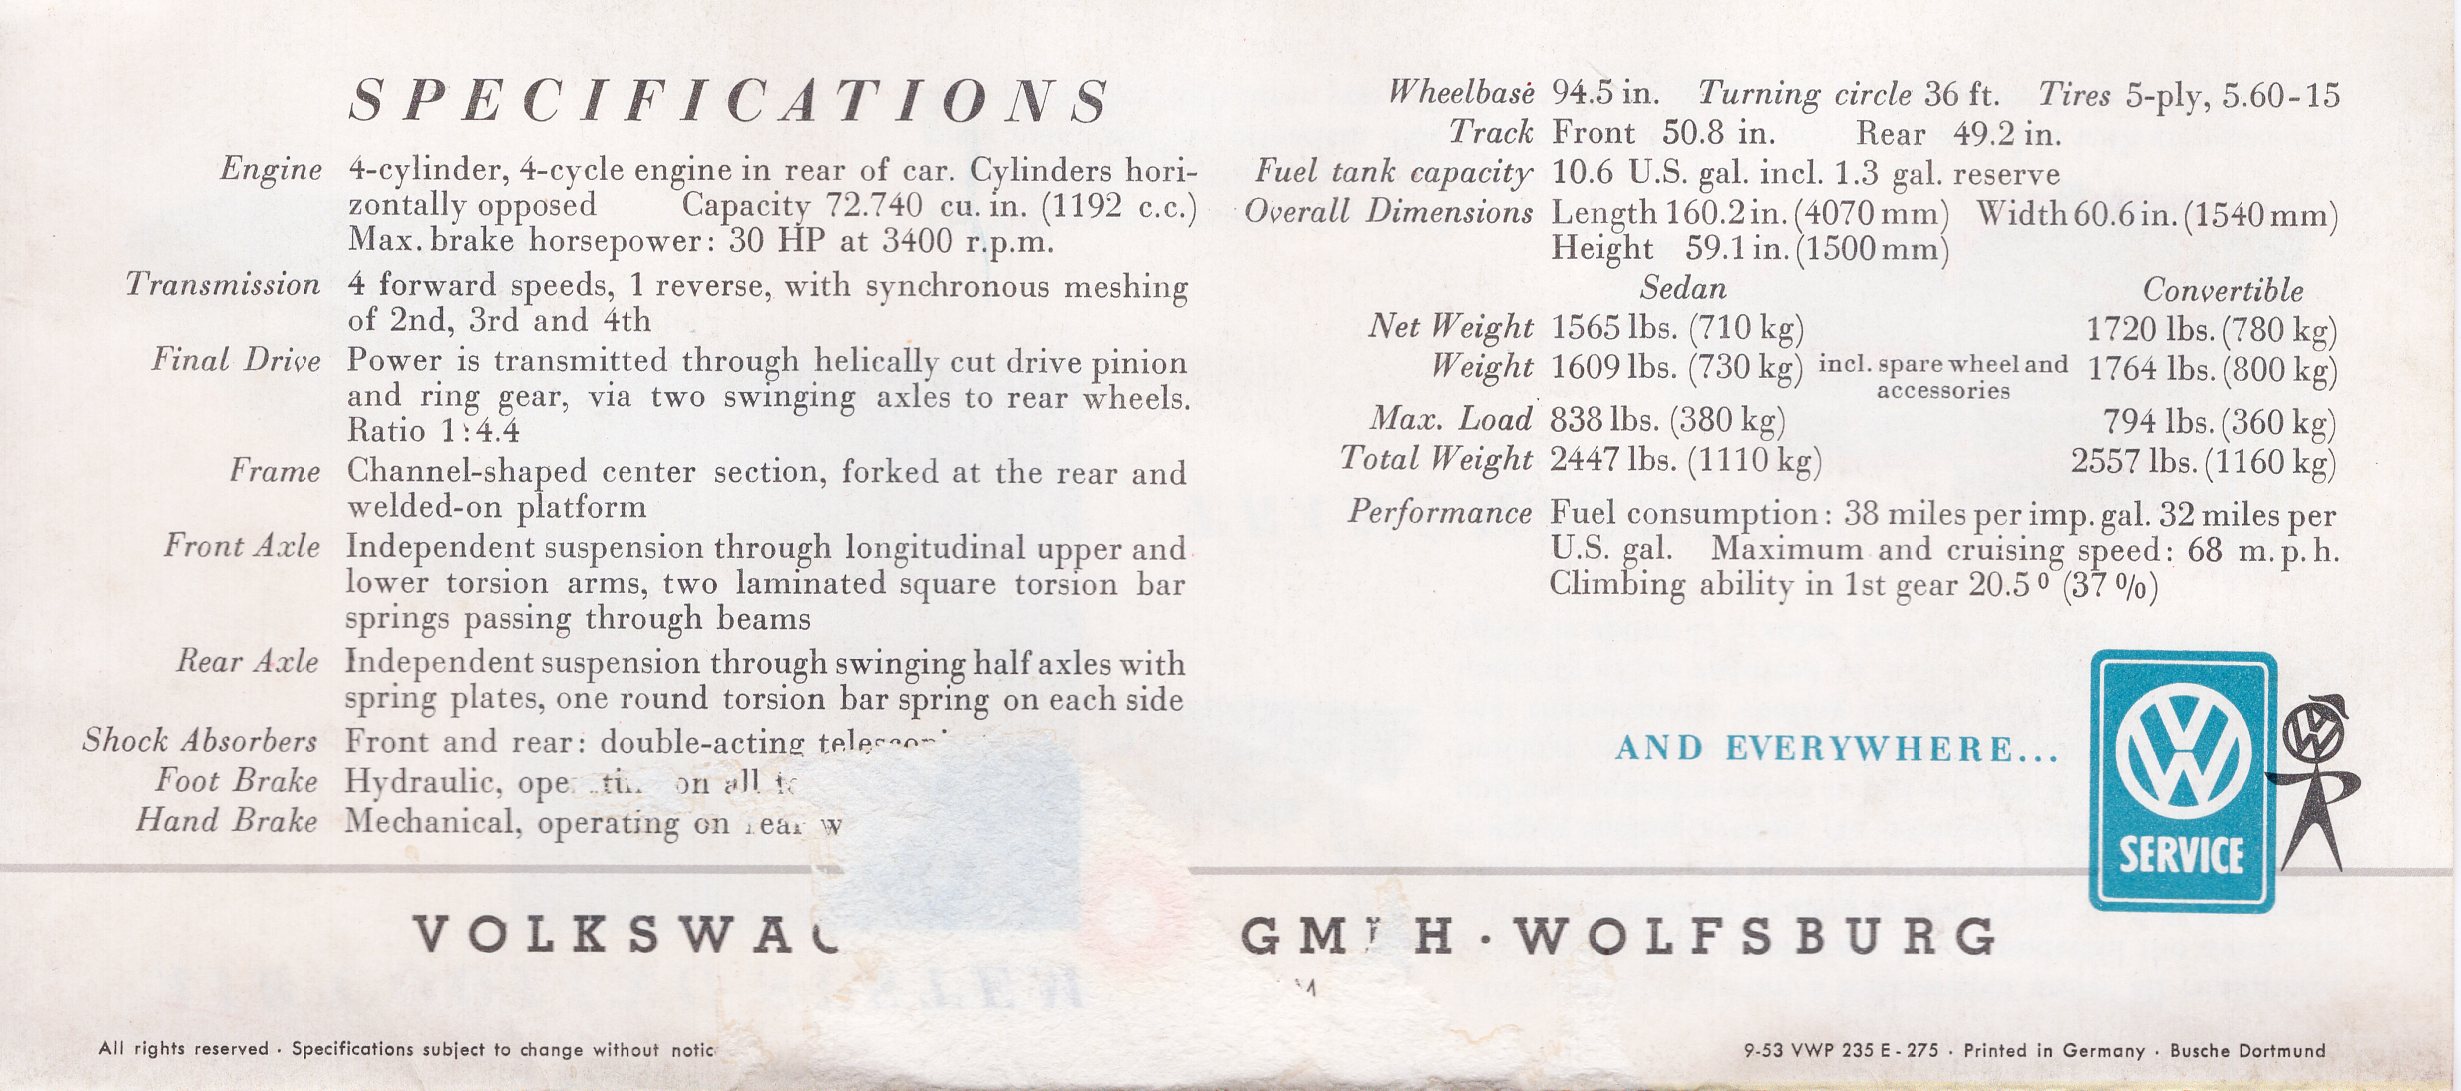 SPECIFICATIONS
Engine 4-cylinder, 4-cycle engine in rear of car. Cylinders hori-
zontally opposed Capacity 72.740 cu. in. (1192 c.c.)
Max. brake horsepower: 30 HP at 3400 r.p.m.
Transmission 4 forward speeds, 1 reverse, with synchronous meshing
of 2nd, 3rd and 4th
Final Drive Power is transmitted through helically cut drive pinion
and ring gear, via two swinging axles to rear wheels.
Ratio 1:4.4
Frame Channel-shaped center section, forked at the rear and
welded-on platform
Front Axle Independent suspension through longitudinal upper and
lower torsion arms, two laminated square torsion bar
springs passing through beams
Rear Axle Independent suspension through swinging half axles with
spring plates, one round torsion bar spring on each side
Shock Absorbers Front and rear: double-acting
Foot Brake Hydraulic, on all
Hand Brake Mechanical, operating on rear
Wheelbase 94.5 in. Turning circle 36 ft. Tires 5-ply, 5.60-15
Track Front 50.8 in. Rear 49.2 in.
Fuel tank capacity 10.6 U.S. gal. incl. 1.3 gal. reserve
Overall Dimensions Length 160.2 in. (4070 mm) Width 60.6 in. (1540 mm)
Height 59.1 in. (1500 mm)
Sedan Convertible
Net Weight 1565 lbs. (710 kg) 1720 lbs. (780 kg)
Weight 1609 lbs. (730 kg) incl. spare wheel and 1764 lbs. (800 kg)
accessories
Max. Load 838 lbs. (380 kg) 794 lbs. (360 kg)
Total Weight 2447 lbs. (1110 kg) 2557 lbs. (1160 kg)
Performance Fuel consumption: 38 miles per imp. gal. 32 miles per
U.S. gal. Maximum and cruising speed: 68 m.p.h.
Climbing ability in 1st gear 20.5⁰ (37 %)
AND EVERYWHERE...
VW
VW
SERVICE
GMBH · WOLFSBURG
All rights reserved · Specifications subject to change without
9-53 VWP 235 E - 275 · Printed in Germany · Busche Dortmund